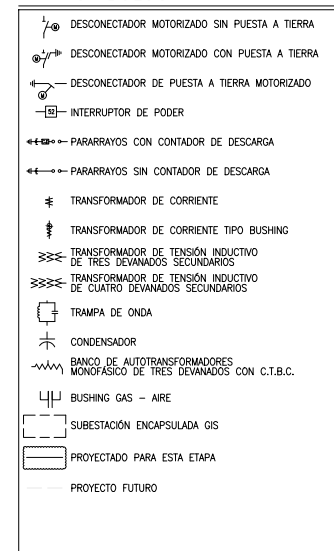 M DESCONECTADOR MOTORIZADO SIN PUESTA A TIERRA
M DESCONECTADOR MOTORIZADO CON PUESTA A TIERRA
M DESCONECTADOR DE PUESTA A TIERRA MOTORIZADO
52 INTERRUPTOR DE PODER
PARARRAYOS CON CONTADOR DE DESCARGA
PARARRAYOS SIN CONTADOR DE DESCARGA
TRANSFORMADOR DE CORRIENTE
TRANSFORMADOR DE CORRIENTE TIPO BUSHING
TRANSFORMADOR DE TENSIÓN INDUCTIVO
DE TRES DEVANADOS SECUNDARIOS
TRANSFORMADOR DE TENSIÓN INDUCTIVO
DE CUATRO DEVANADOS SECUNDARIOS
TRAMPA DE ONDA
CONDENSADOR
BANCO DE AUTOTRANSFORMADORES
MONOFÁSICO DE TRES DEVANADOS CON C.T.B.C.
BUSHING GAS – AIRE
SUBESTACIÓN ENCAPSULADA GIS
PROYECTADO PARA ESTA ETAPA
PROYECTO FUTURO